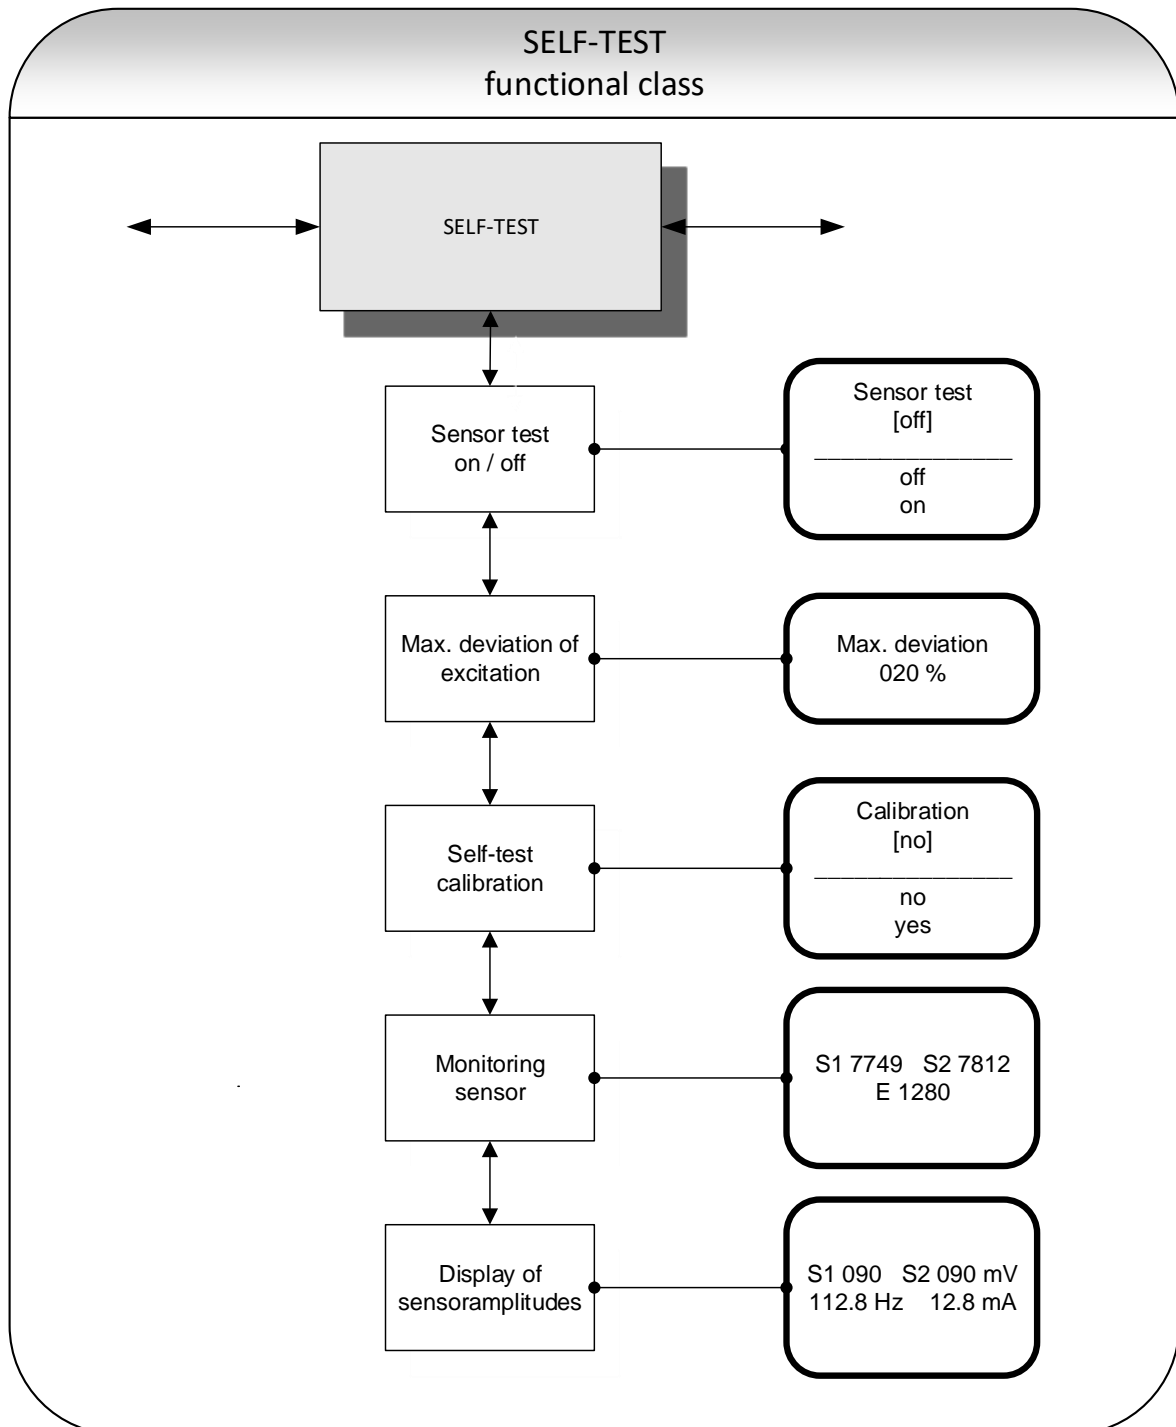 SELF-TEST
functional class
SELF-TEST
Sensor test
on / off
Sensor test
[off]
_______________
off
on
Max. deviation of
excitation
Max. deviation
020 %
Self-test
calibration
Calibration
[no]
_______________
no
yes
Monitoring
sensor
S1 7749 S2 7812
E 1280
Display of
sensoramplitudes
S1 090 S2 090 mV
112.8 Hz 12.8 mA